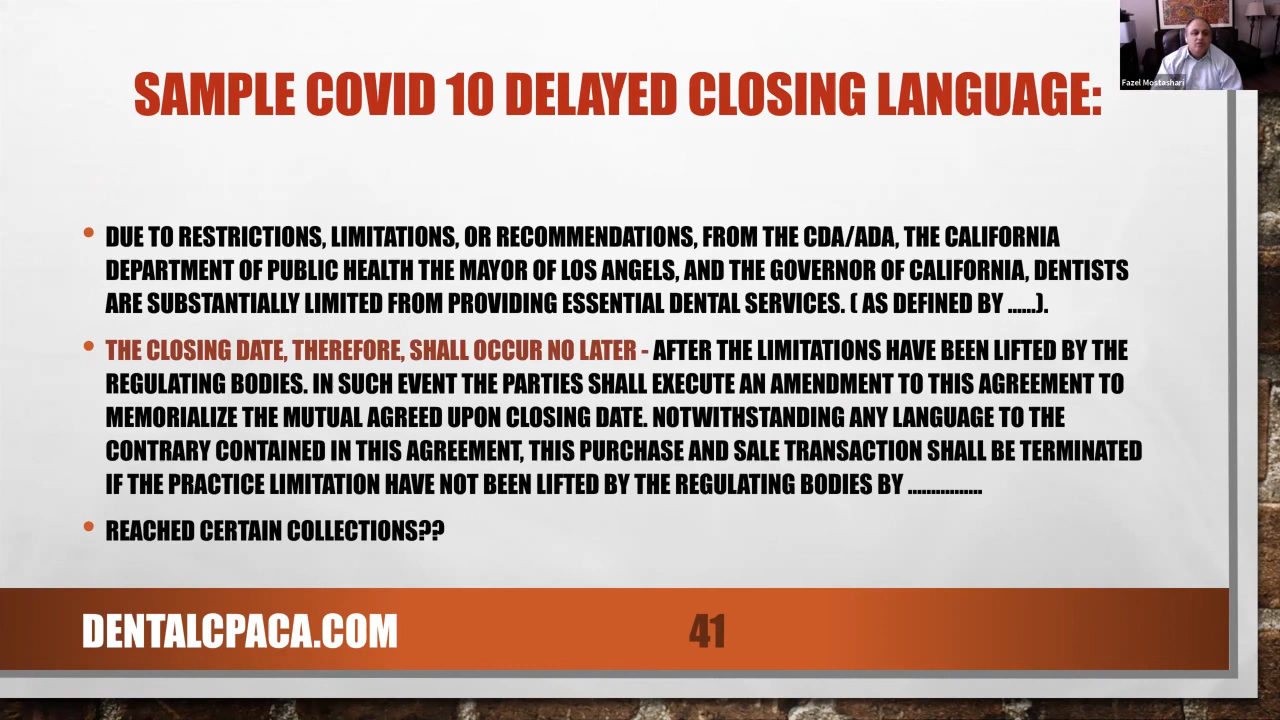 SAMPLE COVID 10 DELAYED CLOSING LANGUAGE:
Fazel Mostashari
• DUE TO RESTRICTIONS, LIMITATIONS, OR RECOMMENDATIONS, FROM THE CDA/ADA, THE CALIFORNIA
DEPARTMENT OF PUBLIC HEALTH THE MAYOR OF LOS ANGELS, AND THE GOVERNOR OF CALIFORNIA, DENTISTS
ARE SUBSTANTIALLY LIMITED FROM PROVIDING ESSENTIAL DENTAL SERVICES. ( AS DEFINED BY ......).
• THE CLOSING DATE, THEREFORE, SHALL OCCUR NO LATER - AFTER THE LIMITATIONS HAVE BEEN LIFTED BY THE
REGULATING BODIES. IN SUCH EVENT THE PARTIES SHALL EXECUTE AN AMENDMENT TO THIS AGREEMENT TO
MEMORIALIZE THE MUTUAL AGREED UPON CLOSING DATE. NOTWITHSTANDING ANY LANGUAGE TO THE
CONTRARY CONTAINED IN THIS AGREEMENT, THIS PURCHASE AND SALE TRANSACTION SHALL BE TERMINATED
IF THE PRACTICE LIMITATION HAVE NOT BEEN LIFTED BY THE REGULATING BODIES BY ................
• REACHED CERTAIN COLLECTIONS??
DENTALCPACA.COM
41